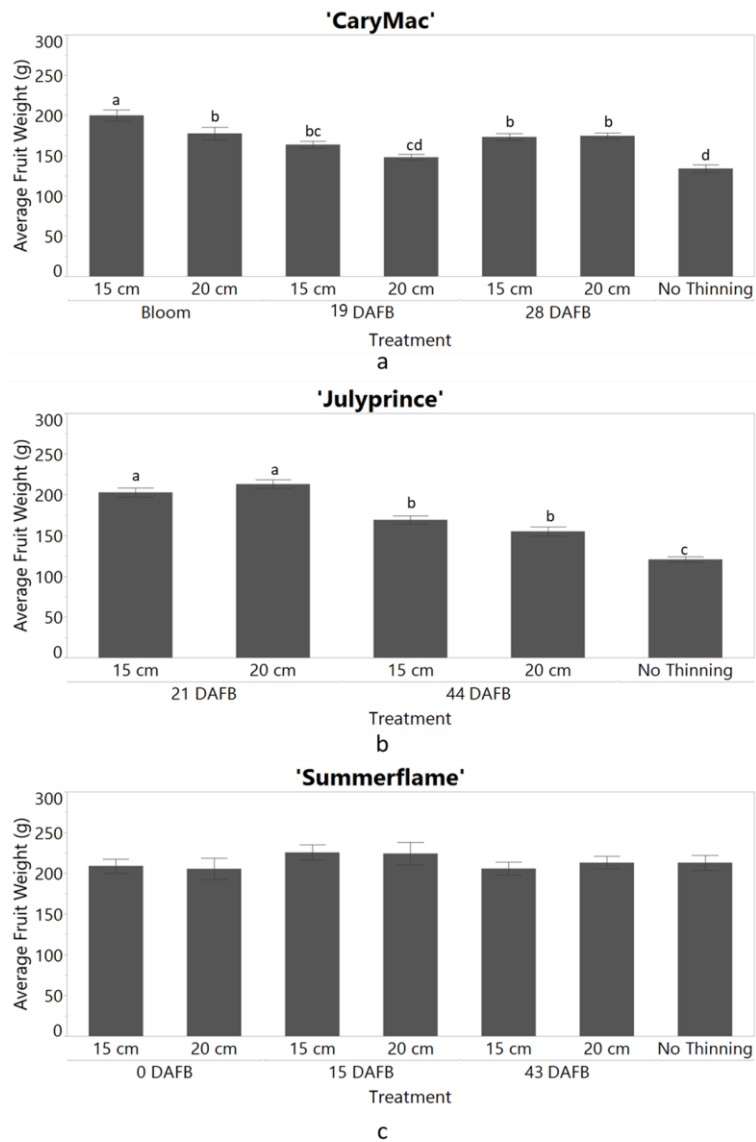 'CaryMac'
Average Fruit Weight (g)
300
250
200
150
100
50
0
a
b
bc
cd
b
b
d
15 cm 20 cm 15 cm 20 cm 15 cm 20 cm No Thinning
Bloom 19 DAFB 28 DAFB
Treatment
a
'Julyprince'
Average Fruit Weight (g)
300
250
200
150
100
50
0
a
a
b
b
c
15 cm 20 cm 15 cm 20 cm No Thinning
21 DAFB 44 DAFB
Treatment
b
'Summerflame'
Average Fruit Weight (g)
300
250
200
150
100
50
0
15 cm 20 cm 15 cm 20 cm 15 cm 20 cm No Thinning
0 DAFB 15 DAFB 43 DAFB
Treatment
c